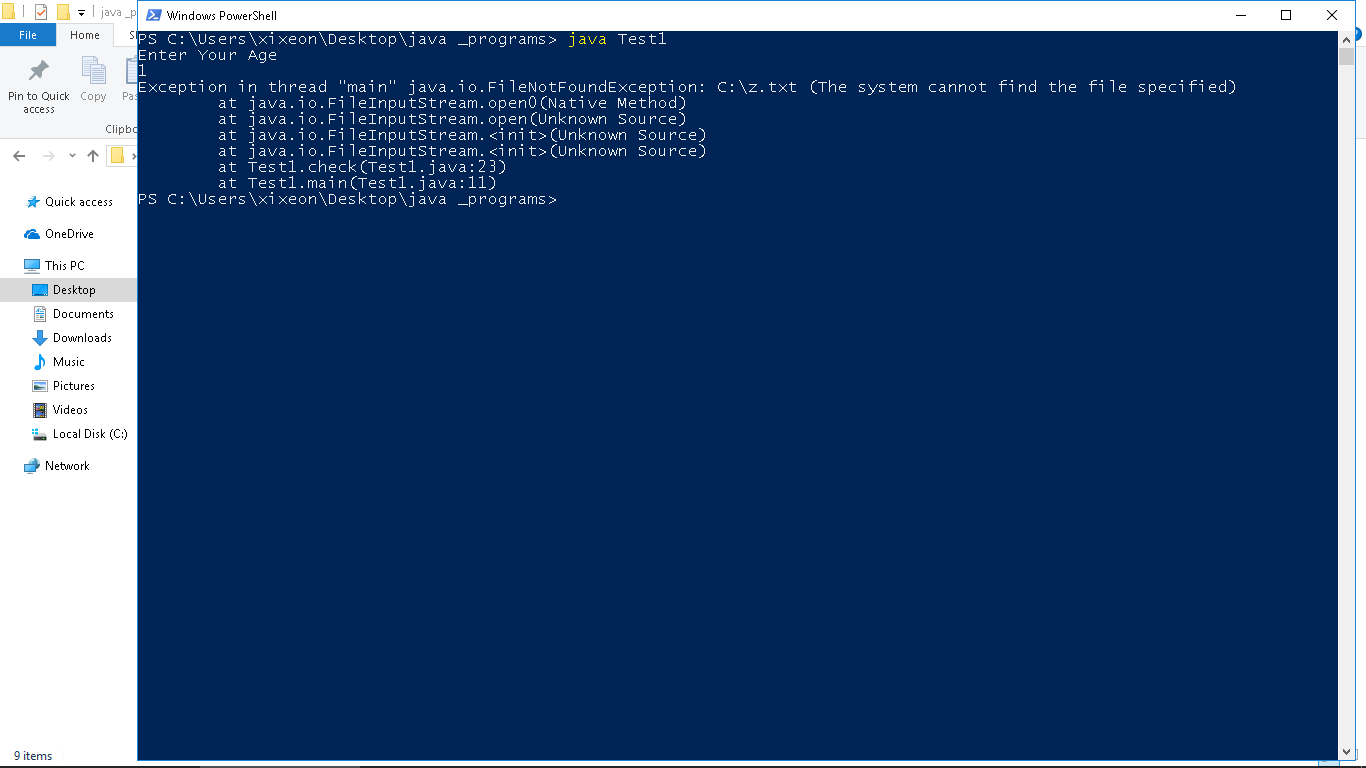 java _p
Windows PowerShell
File
Home
Pin to Quick
access
Copy
Clipbo
Quick access
OneDrive
This PC
Desktop
Documents
Downloads
Music
Pictures
Videos
Local Disk (C:)
Network
9 items
PS C:\Users\xixeon\Desktop\java _programs> java Test1
Enter Your Age
1
Exception in thread "main" java.io.FileNotFoundException: C:\z.txt (The system cannot find the file specified)
at java.io.FileInputStream.open0(Native Method)
at java.io.FileInputStream.open(Unknown Source)
at java.io.FileInputStream.<init>(Unknown Source)
at java.io.FileInputStream.<init>(Unknown Source)
at Test1.check(Test1.java:23)
at Test1.main(Test1.java:11)
PS C:\Users\xixeon\Desktop\java _programs>